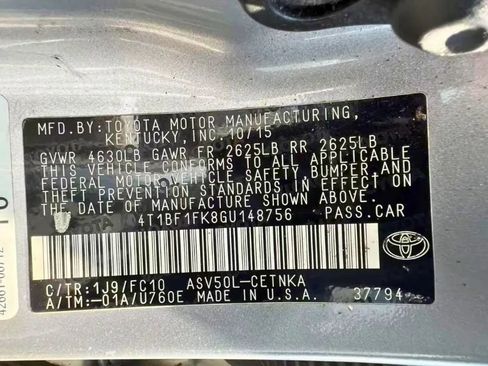 MFD.BY:TOYOTA MOTOR MANUFACTURING,
KENTUCKY, INC. 10/15
GVWR 4630LB GAWR FR 2625LB RR 2625LB
THIS VEHICLE CONFORMS TO ALL APPLICABLE
FEDERAL MOTOR VEHICLE SAFETY, BUMPER, AND
THEFT PREVENTION STANDARDS IN EFFECT ON
THE DATE OF MANUFACTURE SHOWN ABOVE.
4T1BF1FK8GU148756 PASS.CAR
TOYOTA
C/TR:1J9/FC10 ASV50L-CETNKA
A/TM:-01A/U760E MADE IN U.S.A. 37794